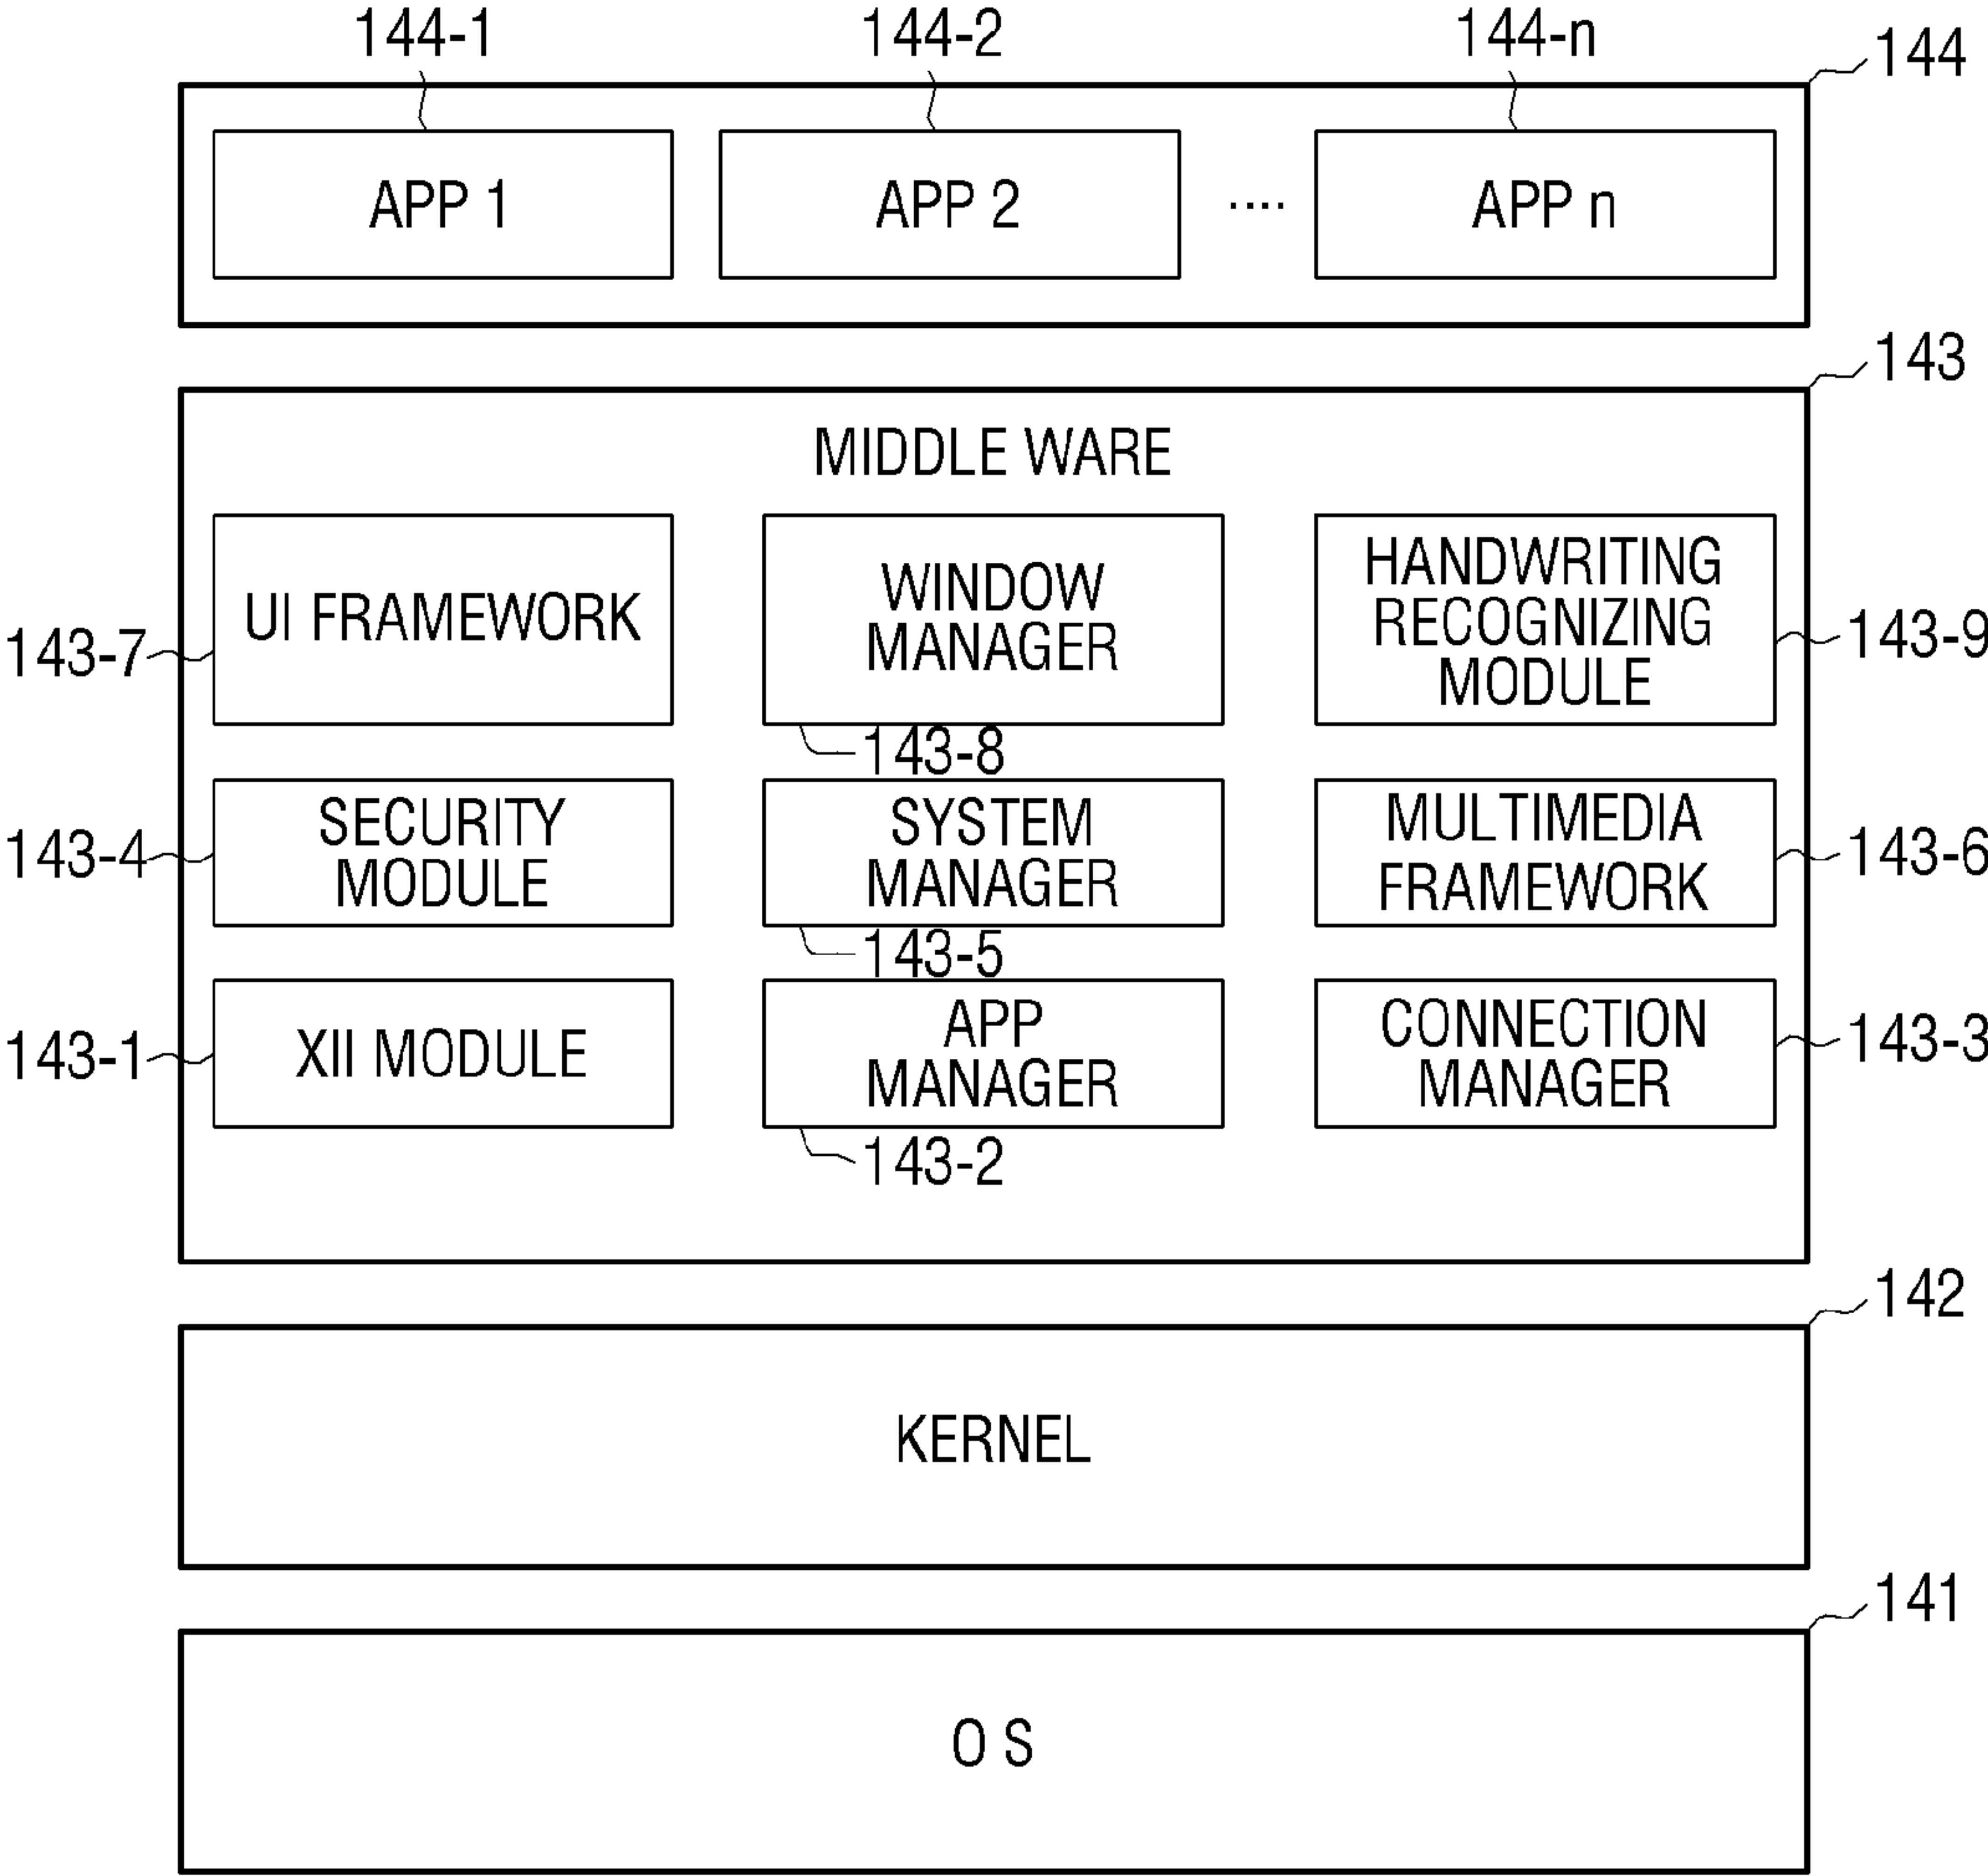 144-1
144-2
144-n
144
APP 1
APP 2
....
APP n
143
MIDDLE WARE
UI FRAMEWORK
WINDOW
MANAGER
HANDWRITING
RECOGNIZING
MODULE
143-7
143-8
143-9
SECURITY
MODULE
SYSTEM
MANAGER
MULTIMEDIA
FRAMEWORK
143-4
143-5
143-6
XII MODULE
APP
MANAGER
CONNECTION
MANAGER
143-1
143-2
143-3
142
KERNEL
141
O S